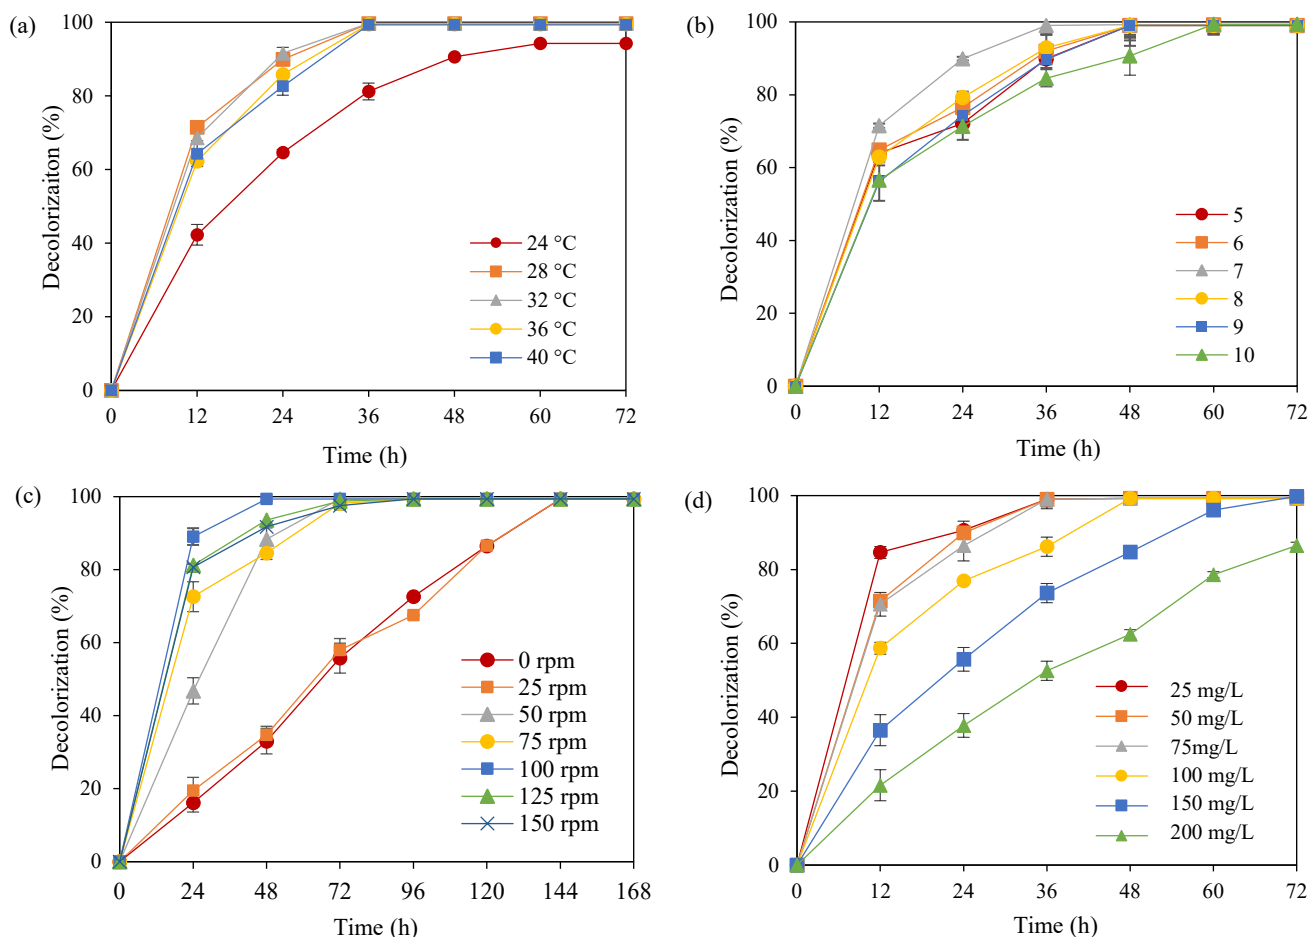 (a)
Decolorizaiton (%)
100
80
60
40
20
0
0 12 24 36 48 60 72
Time (h)
24 °C
28 °C
32 °C
36 °C
40 °C
(b)
Decolorization (%)
100
80
60
40
20
0
0 12 24 36 48 60 72
Time (h)
5
6
7
8
9
10
(c)
Decolorization (%)
100
80
60
40
20
0
0 24 48 72 96 120 144 168
Time (h)
0 rpm
25 rpm
50 rpm
75 rpm
100 rpm
125 rpm
150 rpm
(d)
Decolorization (%)
100
80
60
40
20
0
0 12 24 36 48 60 72
Time (h)
25 mg/L
50 mg/L
75mg/L
100 mg/L
150 mg/L
200 mg/L